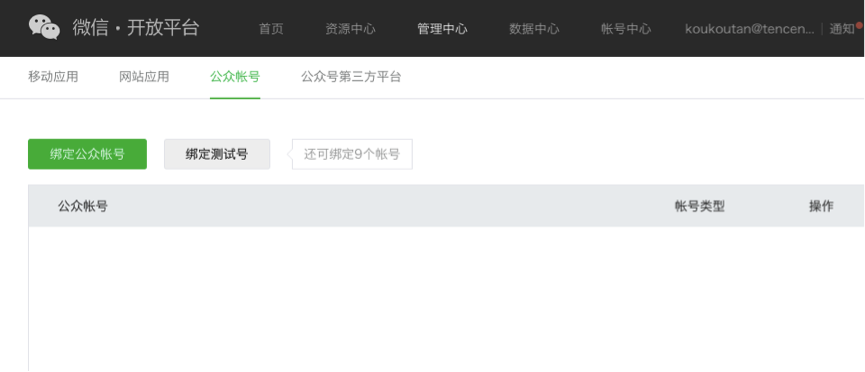 微信・开放平台 首页 资源中心 管理中心 数据中心 帐号中心 koukoutan@tencen... | 通知
移动应用 网站应用 公众帐号 公众号第三方平台
绑定公众帐号 绑定测试号 还可绑定9个帐号
公众帐号 帐号类型 操作